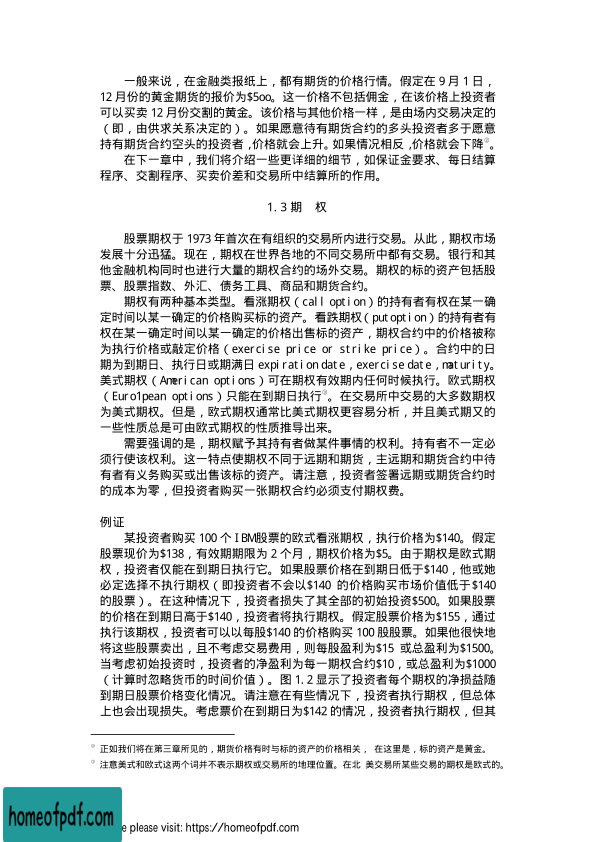 一般来说，在金融类报纸上，都有期货的价格行情。假定在 9 月 1 日，
12 月份的黄金期货的报价为$5oo。这一价格不包括佣金，在该价格上投资者
可以买卖 12 月份交割的黄金。该价格与其他价格一样，是由场内交易决定的
（即，由供求关系决定的）。如果愿意待有期货合约的多头投资者多于愿意
持有期货合约空头的投资者，价格就会上升。如果情况相反，价格就会下降②。
在下一章中，我们将介绍一些更详细的细节，如保证金要求、每日结算
程序、交割程序、买卖价差和交易所中结算所的作用。
1.3 期 权
股票期权于 1973 年首次在有组织的交易所内进行交易。从此，期权市场
发展十分迅猛。现在，期权在世界各地的不同交易所中都有交易。银行和其
他金融机构同时也进行大量的期权合约的场外交易。期权的标的资产包括股
票、股票指数、外汇、债务工具、商品和期货合约。
期权有两种基本类型。看涨期权（call option）的持有者有权在某一确
定时间以某一确定的价格购买标的资产。看跌期权（putoption）的持有者有
权在某一确定时间以某一确定的价格出售标的资产，期权合约中的价格被称
为执行价格或敲定价格（exercise price or strike price）。合约中的日
期为到期日、执行日或期满日 expirationdate，exercisedate，maturity。
美式期权（American options）可在期权有效期内任何时候执行。欧式期权
（Euro1pean options）只能在到期日执行③。在交易所中交易的大多数期权
为美式期权。但是，欧式期权通常比美式期权更容易分析，并且美式期又的
一些性质总是可由欧式期权的性质推导出来。
需要强调的是，期权赋予其持有者做某件事情的权利。持有者不一定必
须行使该权利。这一特点使期权不同于远期和期货，主远期和期货合约中待
有者有义务购买或出售该标的资产。请注意，投资者签署远期或期货合约时
的成本为零，但投资者购买一张期权合约必须支付期权费。
例证
某投资者购买 100 个 IBM股票的欧式看涨期权，执行价格为$140。假定
股票现价为$138，有效期期限为 2 个月，期权价格为$5。由于期权是欧式期
权，投资者仅能在到期日执行它。如果股票价格在到期日低于$140，他或她
必定选择不执行期权（即投资者不会以$140 的价格购买市场价值低于$140
的股票）。在这种情况下，投资者损失了其全部的初始投资$500。如果股票
的价格在到期日高于$140，投资者将执行期权。假定股票价格为$155，通过
执行该期权，投资者可以以每股$140 的价格购买 100 股股票。如果他很快地
将这些股票卖出，且不考虑交易费用，则每股盈利为$15 或总盈利为$1500。
当考虑初始投资时，投资者的净盈利为每一期权合约$10，或总盈利为$1000
（计算时忽略货币的时间价值）。图 1.2 显示了投资者每个期权的净损益随
到期日股票价格变化情况。请注意在有些情况下，投资者执行期权，但总体
上也会出现损失。考虑票价在到期日为$142 的情况，投资者执行期权，但其
② 正如我们将在第三章所见的，期货价格有时与标的资产的价格相关， 在这里是，标的资产是黄金。
③ 注意美式和欧式这两个词并不表示期权或交易所的地理位置。在北 美交易所某些交易的期权是欧式的。
homeofpdf.com
e please visit: https://homeofpdf.com